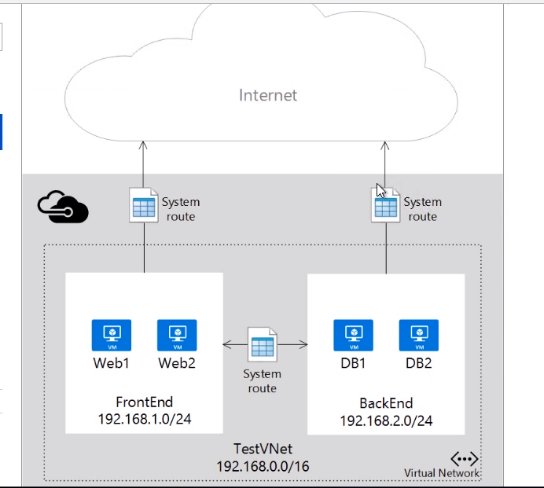 Internet
System
route
System
route
VM
VM
VM
VM
Web1
Web2
DB1
DB2
System
route
FrontEnd
192.168.1.0/24
BackEnd
192.168.2.0/24
TestVNet
192.168.0.0/16
Virtual Network